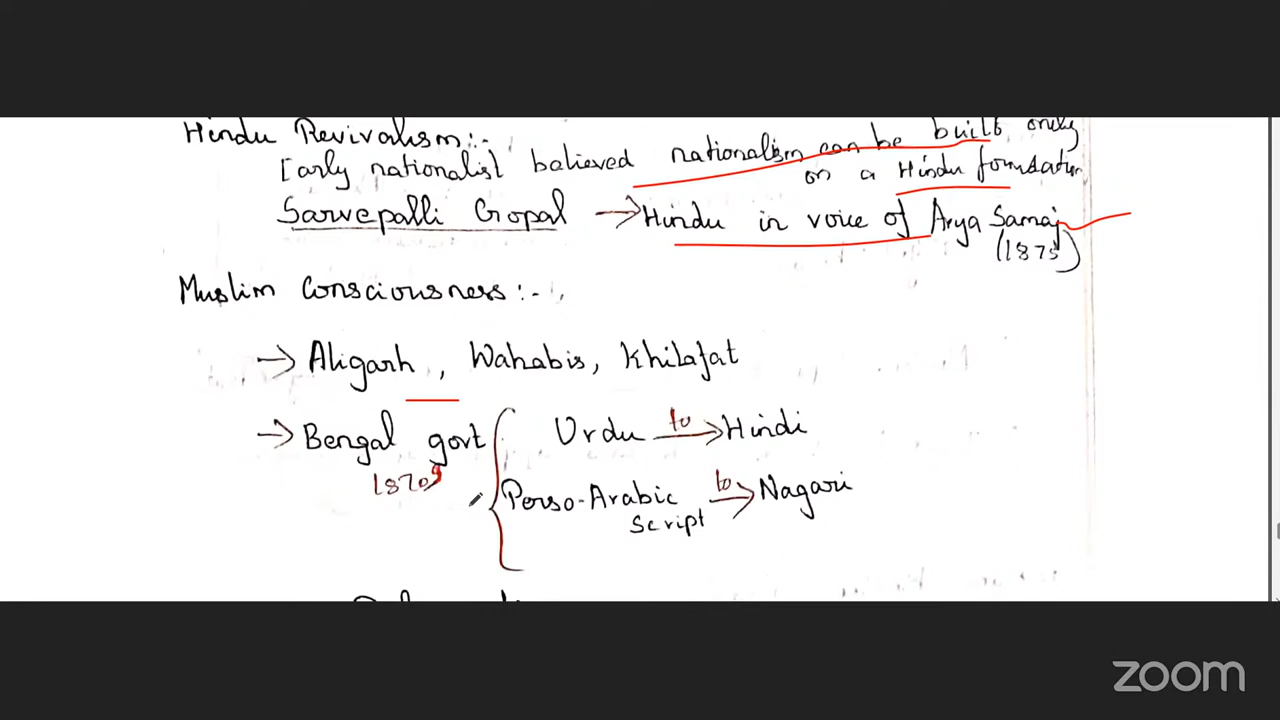 Hindu Revivalism:-
Early nationalist believed nationalism can be built only
on a Hindu foundation
Sarvepalli Gopal → Hindu in voice of Arya Samaj
(1875)
Muslim Consciousness:-
→ Aligarh, Wahabis, Khilafat
→ Bengal govt { Urdu to → Hindi
1870s
Perso-Arabic to → Nagari
Script
zoom